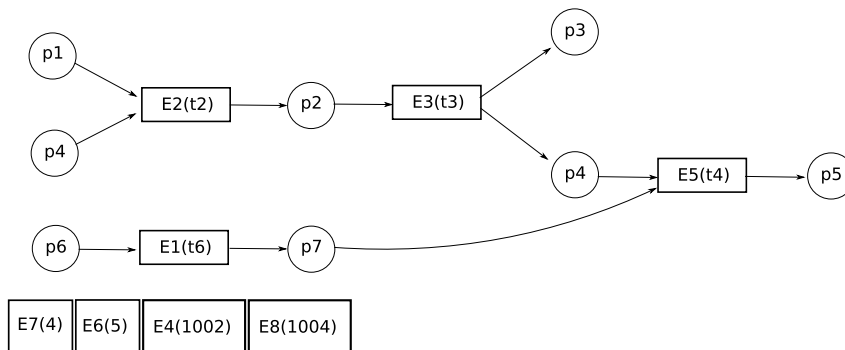 p3
p1
E2(t2)
p2
E3(t3)
p4
p4
E5(t4)
p5
p6
E1(t6)
p7
E7(4)
E6(5)
E4(1002)
E8(1004)